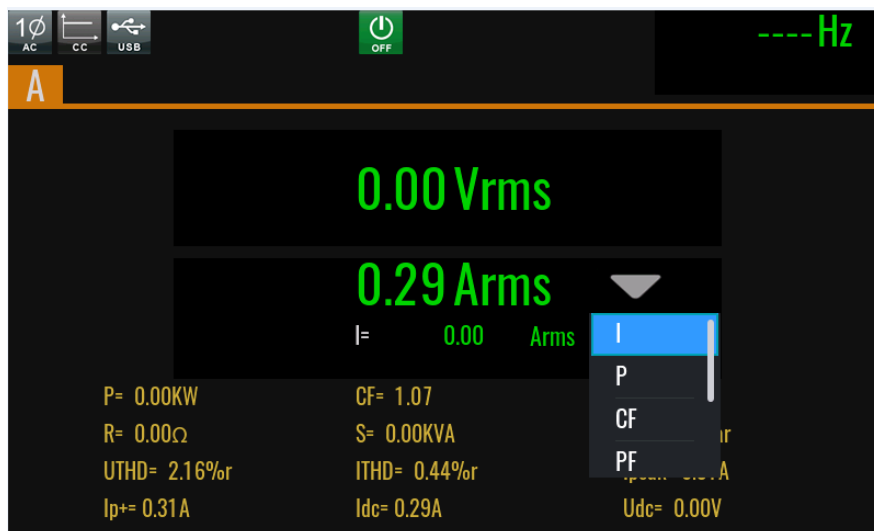 1Ø AC CC USB OFF ----Hz
A
0.00 Vrms
0.29 Arms
I= 0.00 Arms
I
P
CF
PF
P= 0.00KW CF= 1.07
R= 0.00Ω S= 0.00KVA
UTHD= 2.16%r ITHD= 0.44%r
Ip+= 0.31A Idc= 0.29A Udc= 0.00V